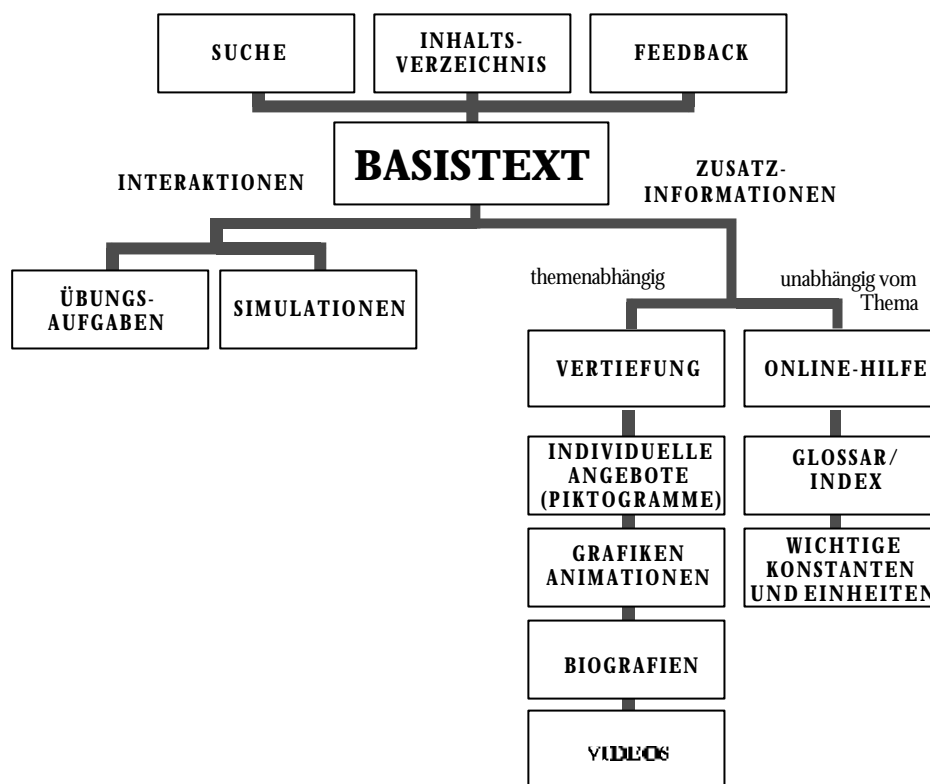 SUCHE
INHALTS-
VERZEICHNIS
FEEDBACK
BASISTEXT
INTERAKTIONEN
ZUSATZ-
INFORMATIONEN
ÜBUNGS-
AUFGABEN
SIMULATIONEN
themenabhängig
unabhängig vom
Thema
VERTIEFUNG
ONLINE-HILFE
INDIVIDUELLE
ANGEBOTE
(PIKTOGRAMME)
GLOSSAR/
INDEX
GRAFIKEN
ANIMATIONEN
WICHTIGE
KONSTANTEN
UND EINHEITEN
BIOGRAFIEN
VIDEOS